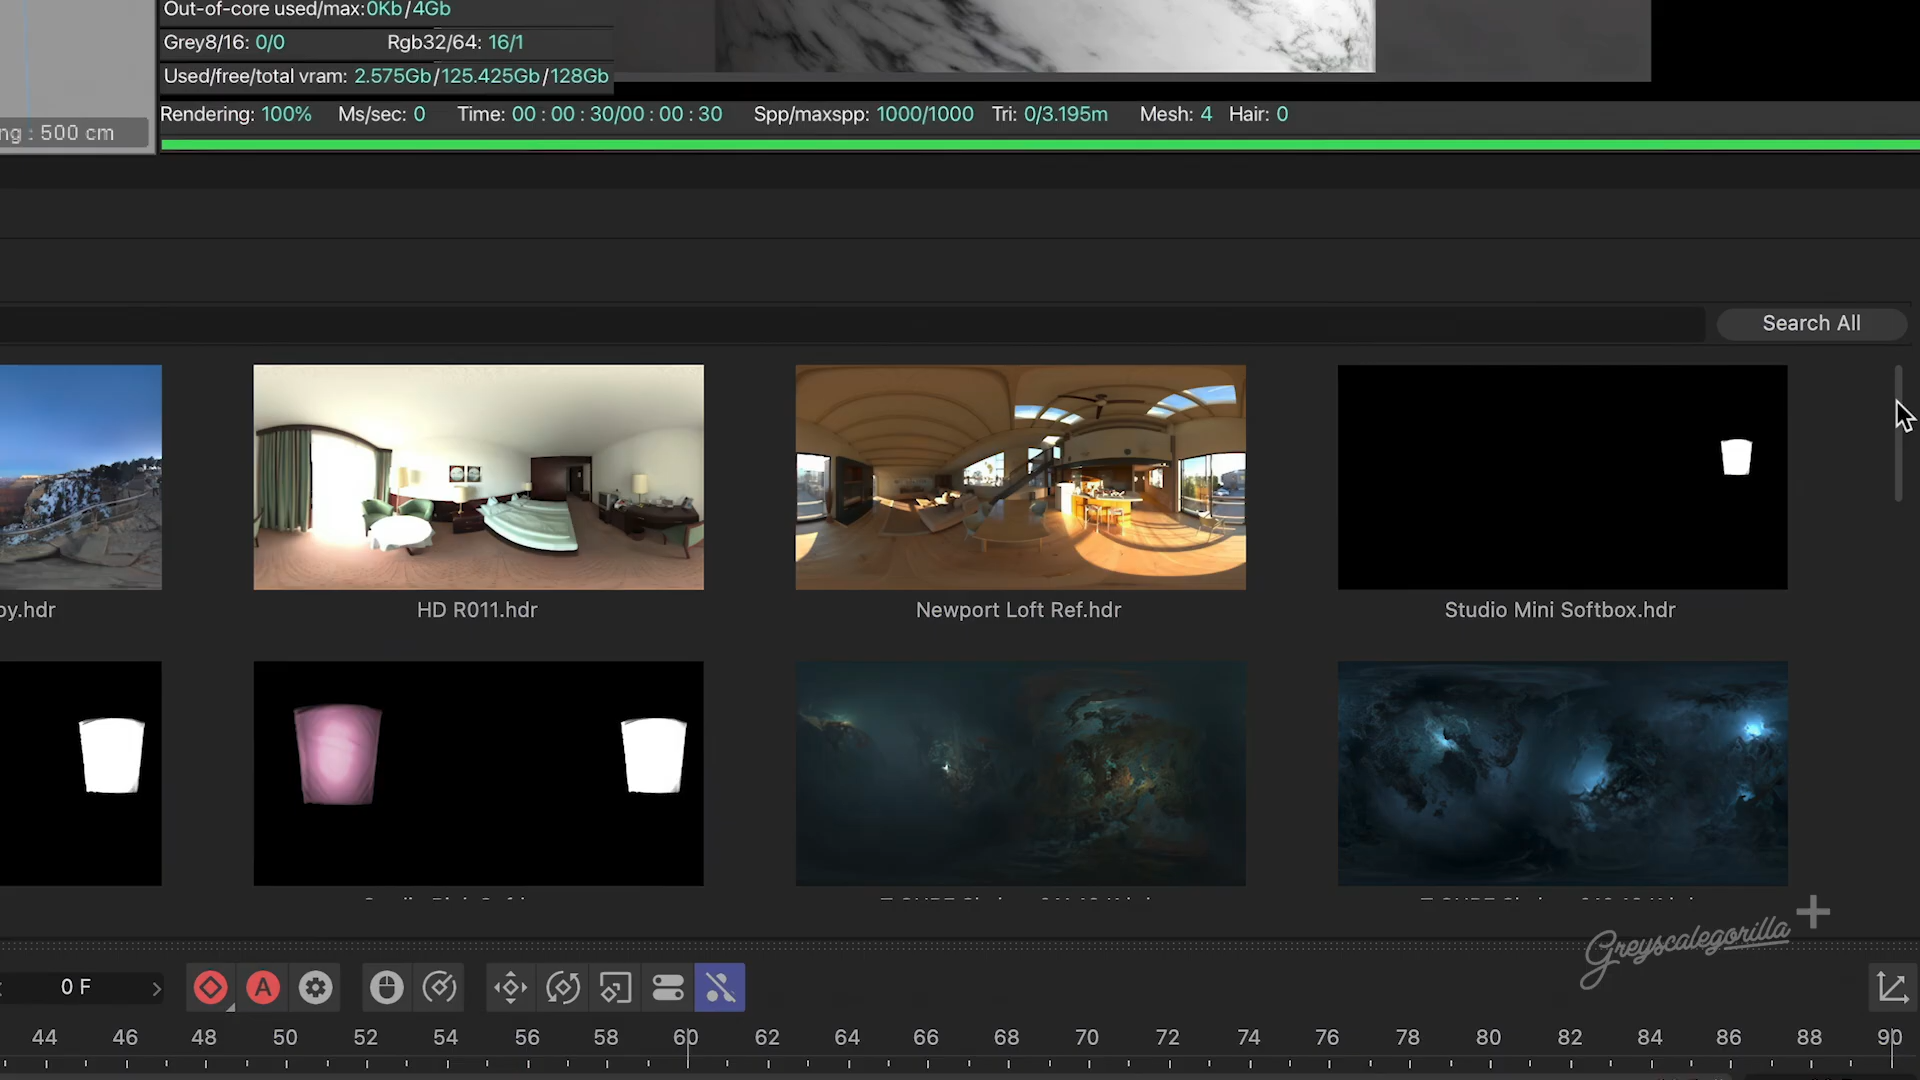 Out-of-core used/max:0Kb/4Gb
Grey8/16: 0/0 Rgb32/64: 16/1
Used/free/total vram: 2.575Gb/125.425Gb/128Gb
Rendering: 100% Ms/sec: 0 Time: 00 : 00 : 30/00 : 00 : 30 Spp/maxspp: 1000/1000 Tri: 0/3.195m Mesh: 4 Hair: 0
ng : 500 cm
Search All
by.hdr HD R011.hdr Newport Loft Ref.hdr Studio Mini Softbox.hdr
Greyscalegorilla+
0 F
44 46 48 50 52 54 56 58 60 62 64 66 68 70 72 74 76 78 80 82 84 86 88 90